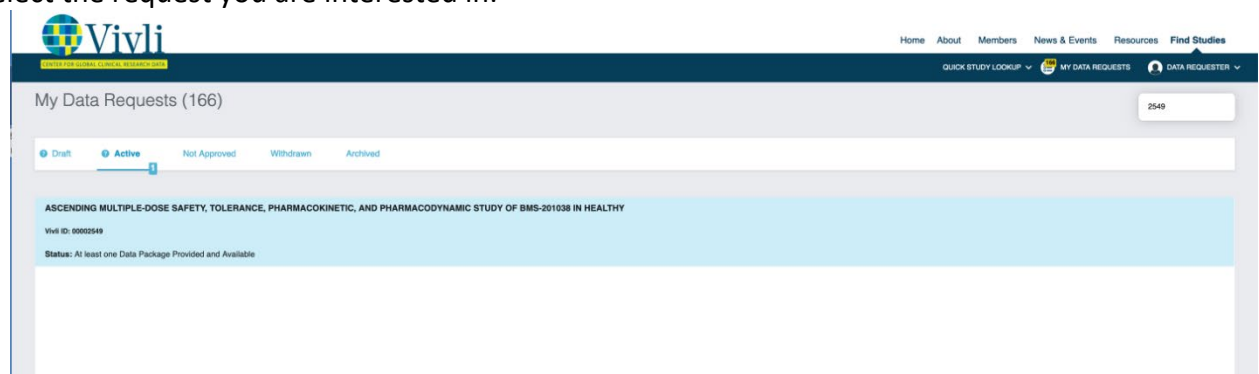 elect the request you are interested in.
Vivli
CENTER FOR GLOBAL CLINICAL RESEARCH DATA
Home About Members News & Events Resources Find Studies
QUICK STUDY LOOKUP 166 MY DATA REQUESTS DATA REQUESTER
My Data Requests (166)
2549
Draft Active Not Approved Withdrawn Archived
1
ASCENDING MULTIPLE-DOSE SAFETY, TOLERANCE, PHARMACOKINETIC, AND PHARMACODYNAMIC STUDY OF BMS-201038 IN HEALTHY
Vivli ID: 00002549
Status: At least one Data Package Provided and Available